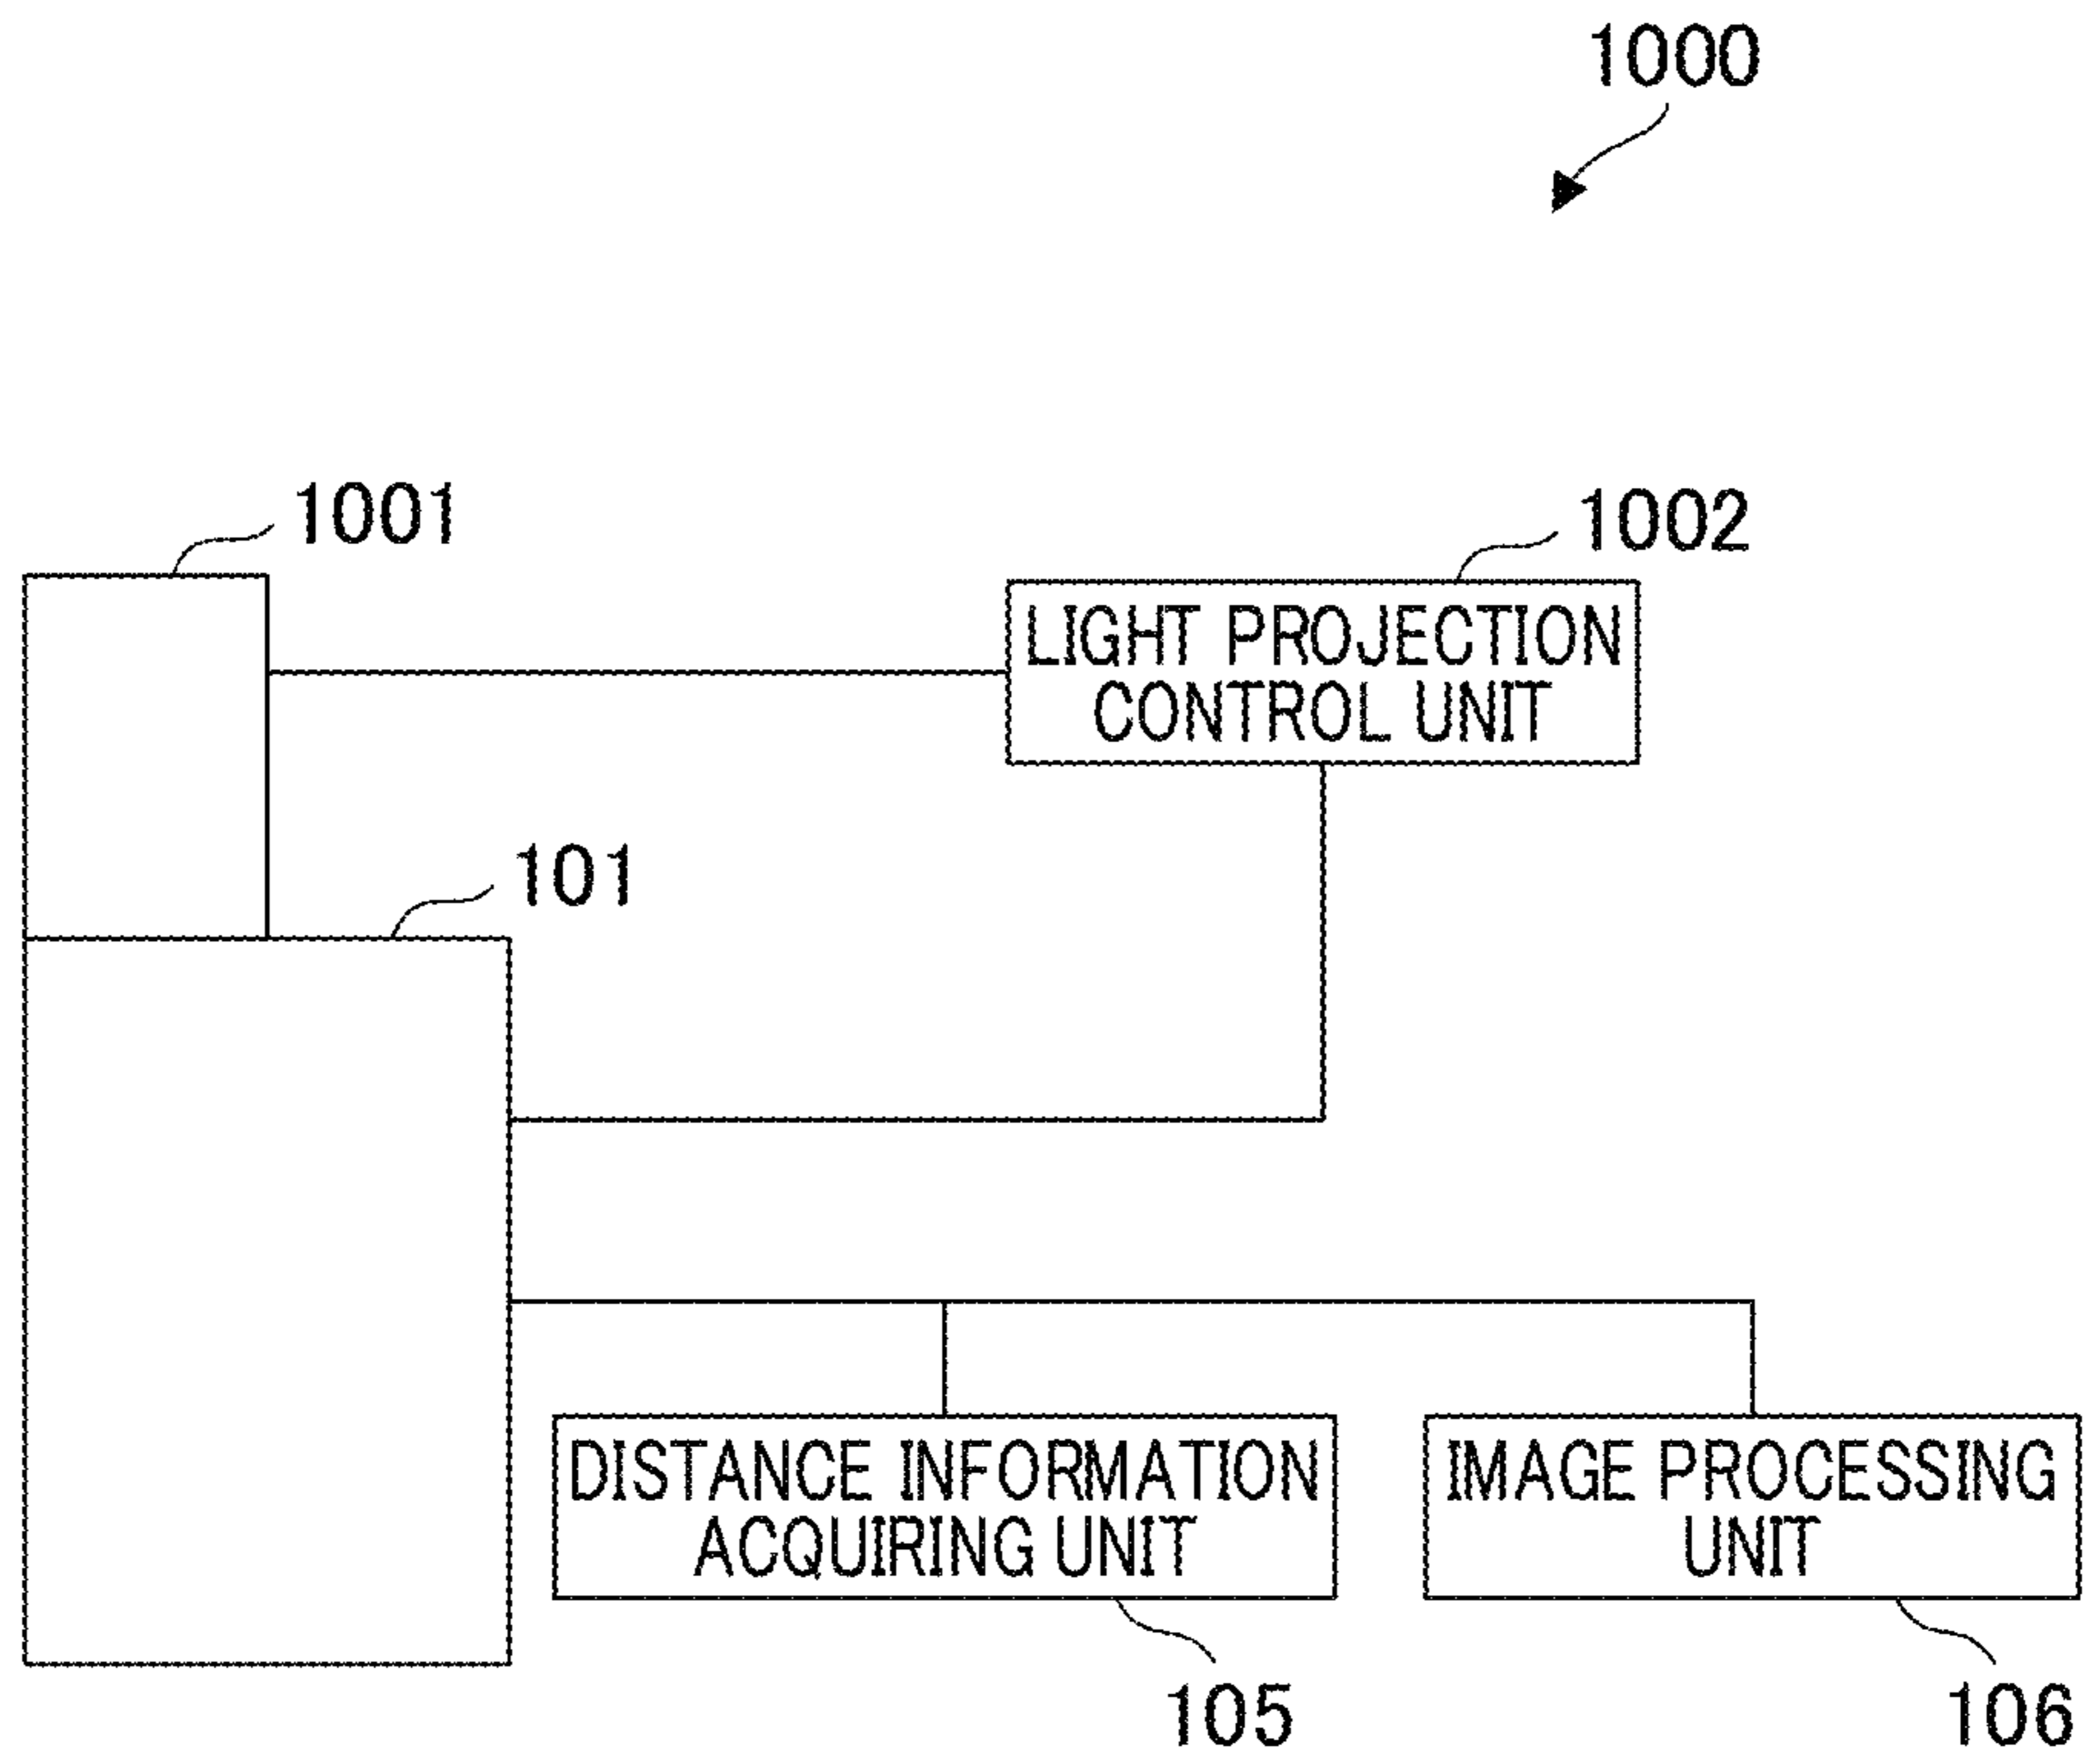 1000
1001
1002
LIGHT PROJECTION
CONTROL UNIT
101
DISTANCE INFORMATION
ACQUIRING UNIT
IMAGE PROCESSING
UNIT
105
106